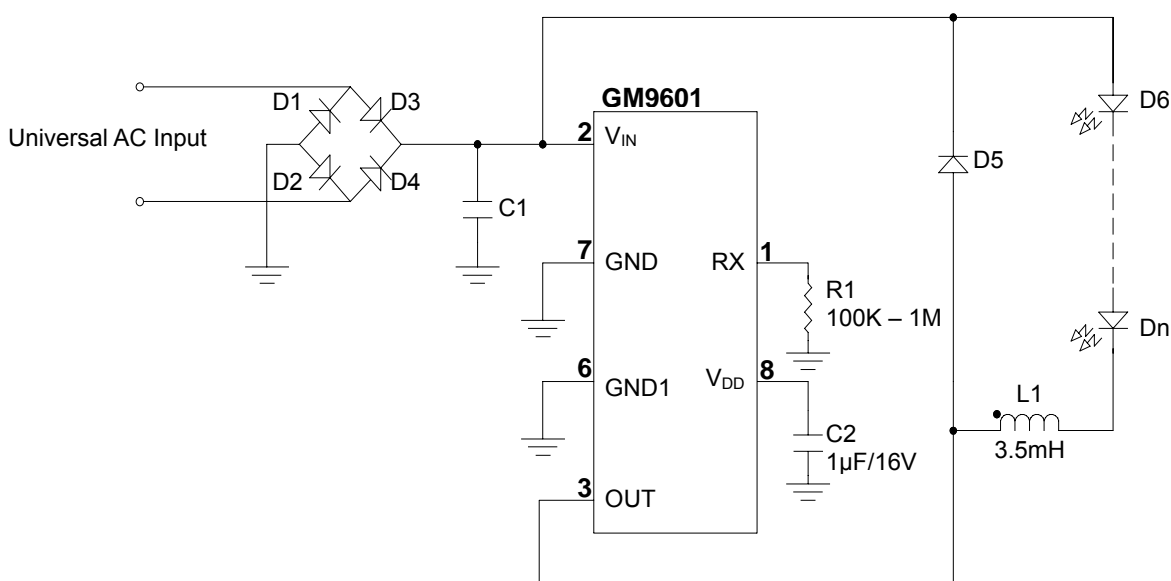 GM9601
D1
D3
Universal AC Input
2
VIN
D6
D2
D4
D5
C1
7
GND
RX
1
R1
100K – 1M
Dn
6
GND1
VDD
8
L1
3.5mH
C2
1µF/16V
3
OUT